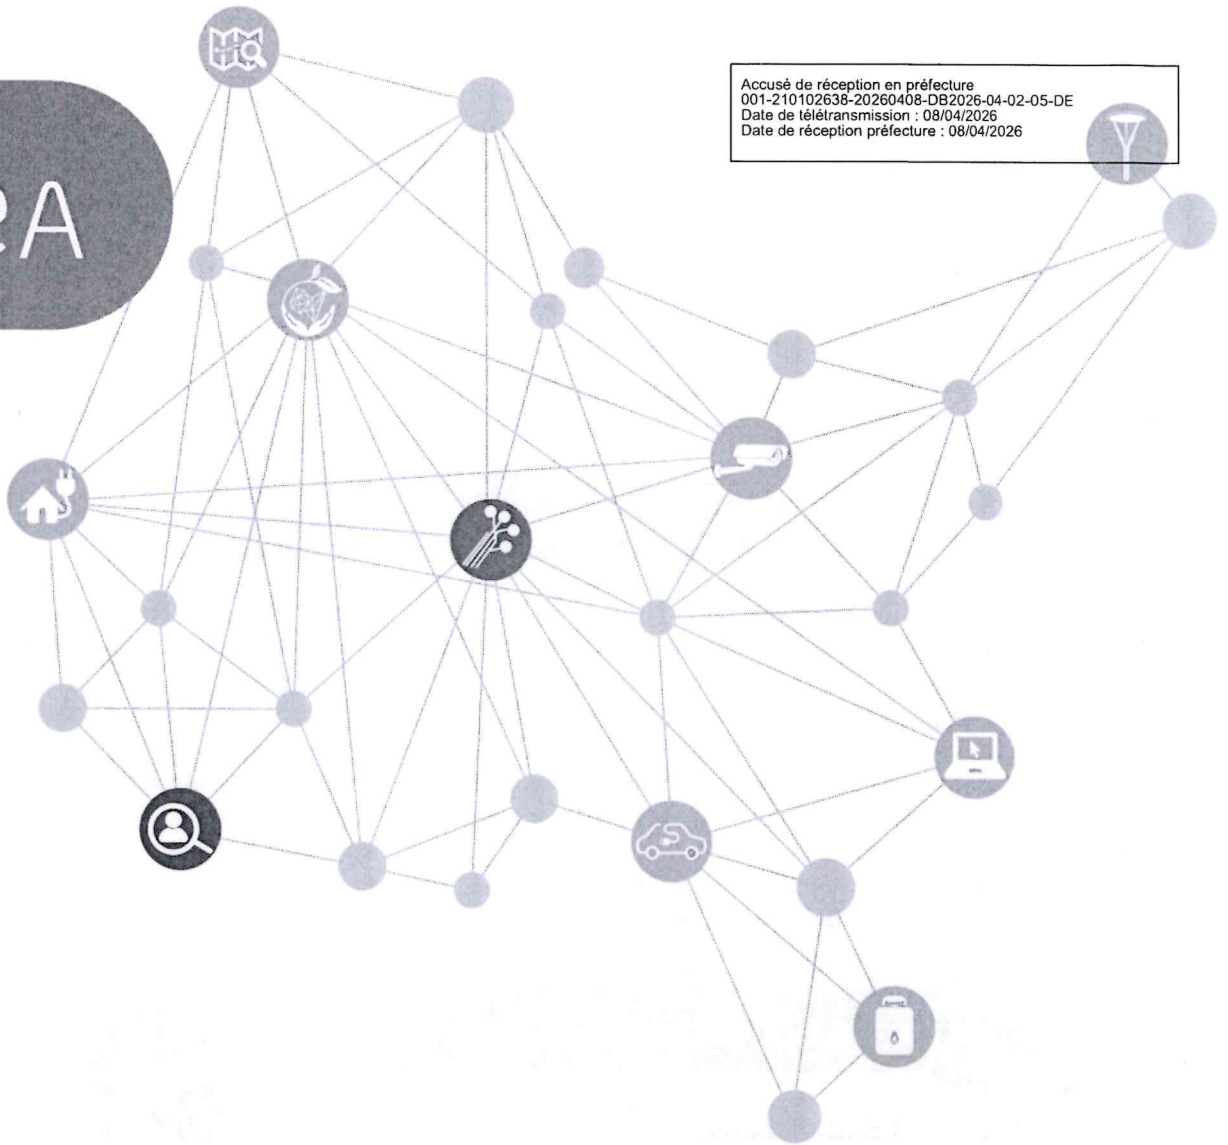 Accusé de réception en préfecture
001-210102638-20260408-DB2026-04-02-05-DE
Date de télétransmission : 08/04/2026
Date de réception préfecture : 08/04/2026
eA